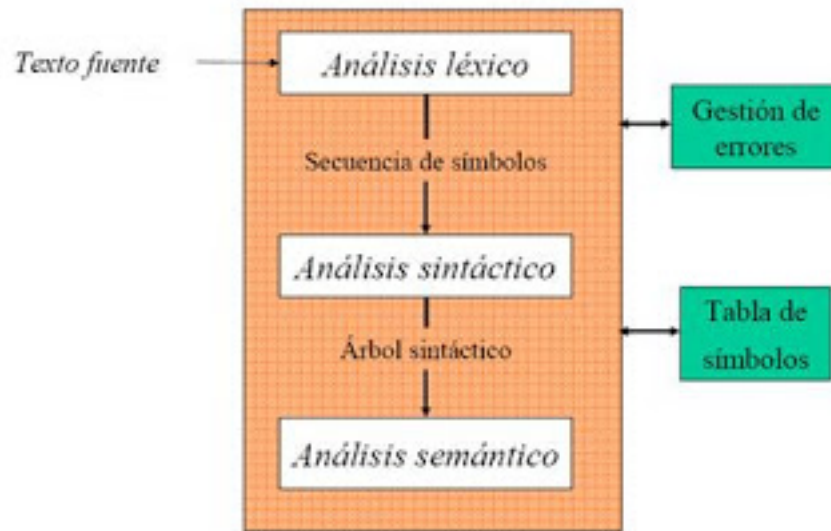 Texto fuente
Análisis léxico
Secuencia de símbolos
Análisis sintáctico
Árbol sintáctico
Análisis semántico
Gestión de
errores
Tabla de
símbolos